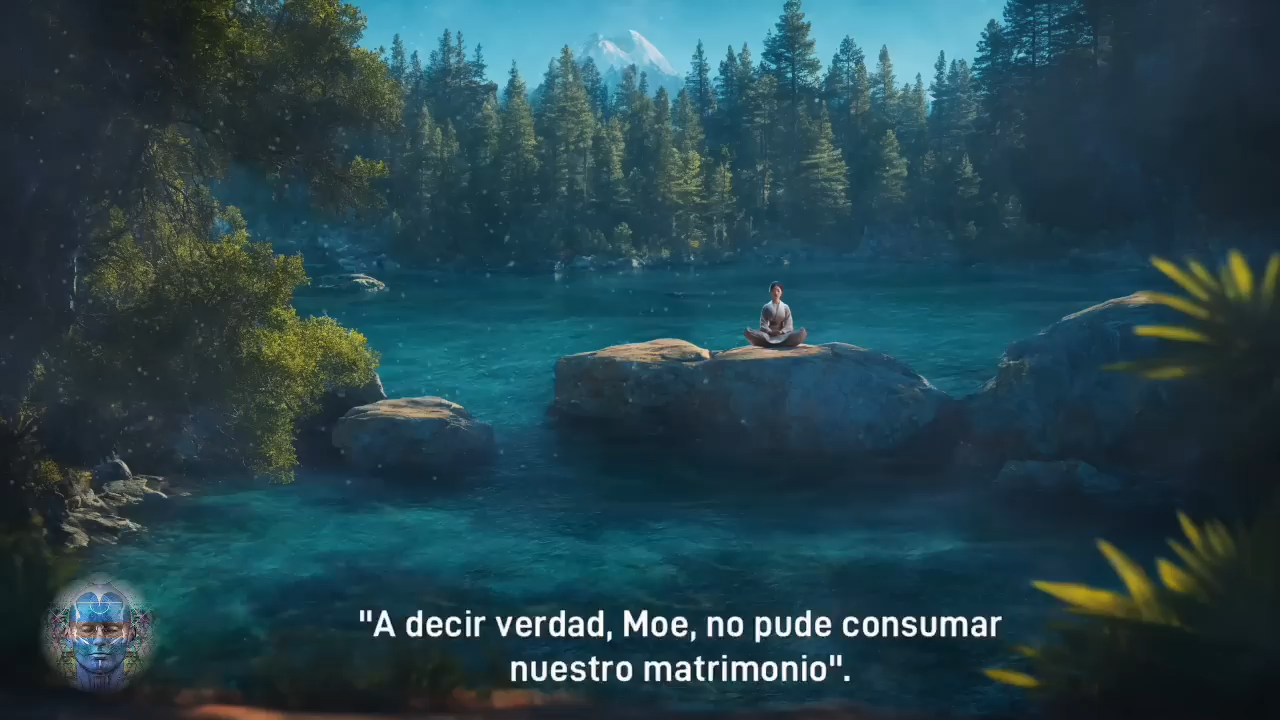 "A decir verdad, Moe, no pude consumar
nuestro matrimonio".